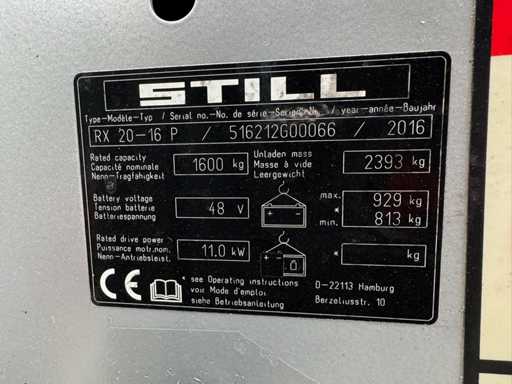 STILL
Type-Modèle-Typ / Serial no.-No. de série-Serien-Nr. / year-année-Baujahr
RX 20-16 P / 516212G00066 / 2016
Rated capacity
Capacité nominale
Nenn-Tragfähigkeit
1600 kg
Unladen mass
Masse à vide
Leergewicht
2393 kg
Battery voltage
Tension batterie
Batteriespannung
48 V
max. 929 kg
*
min. 813 kg
Rated drive power
Puissance motr.nom.
Nenn-Antriebsleist.
11.0 kW
* kg
CE
* see Operating instructions
voir Mode d'emploi
siehe Betriebsanleitung
D-22113 Hamburg
Berzeliusstr. 10